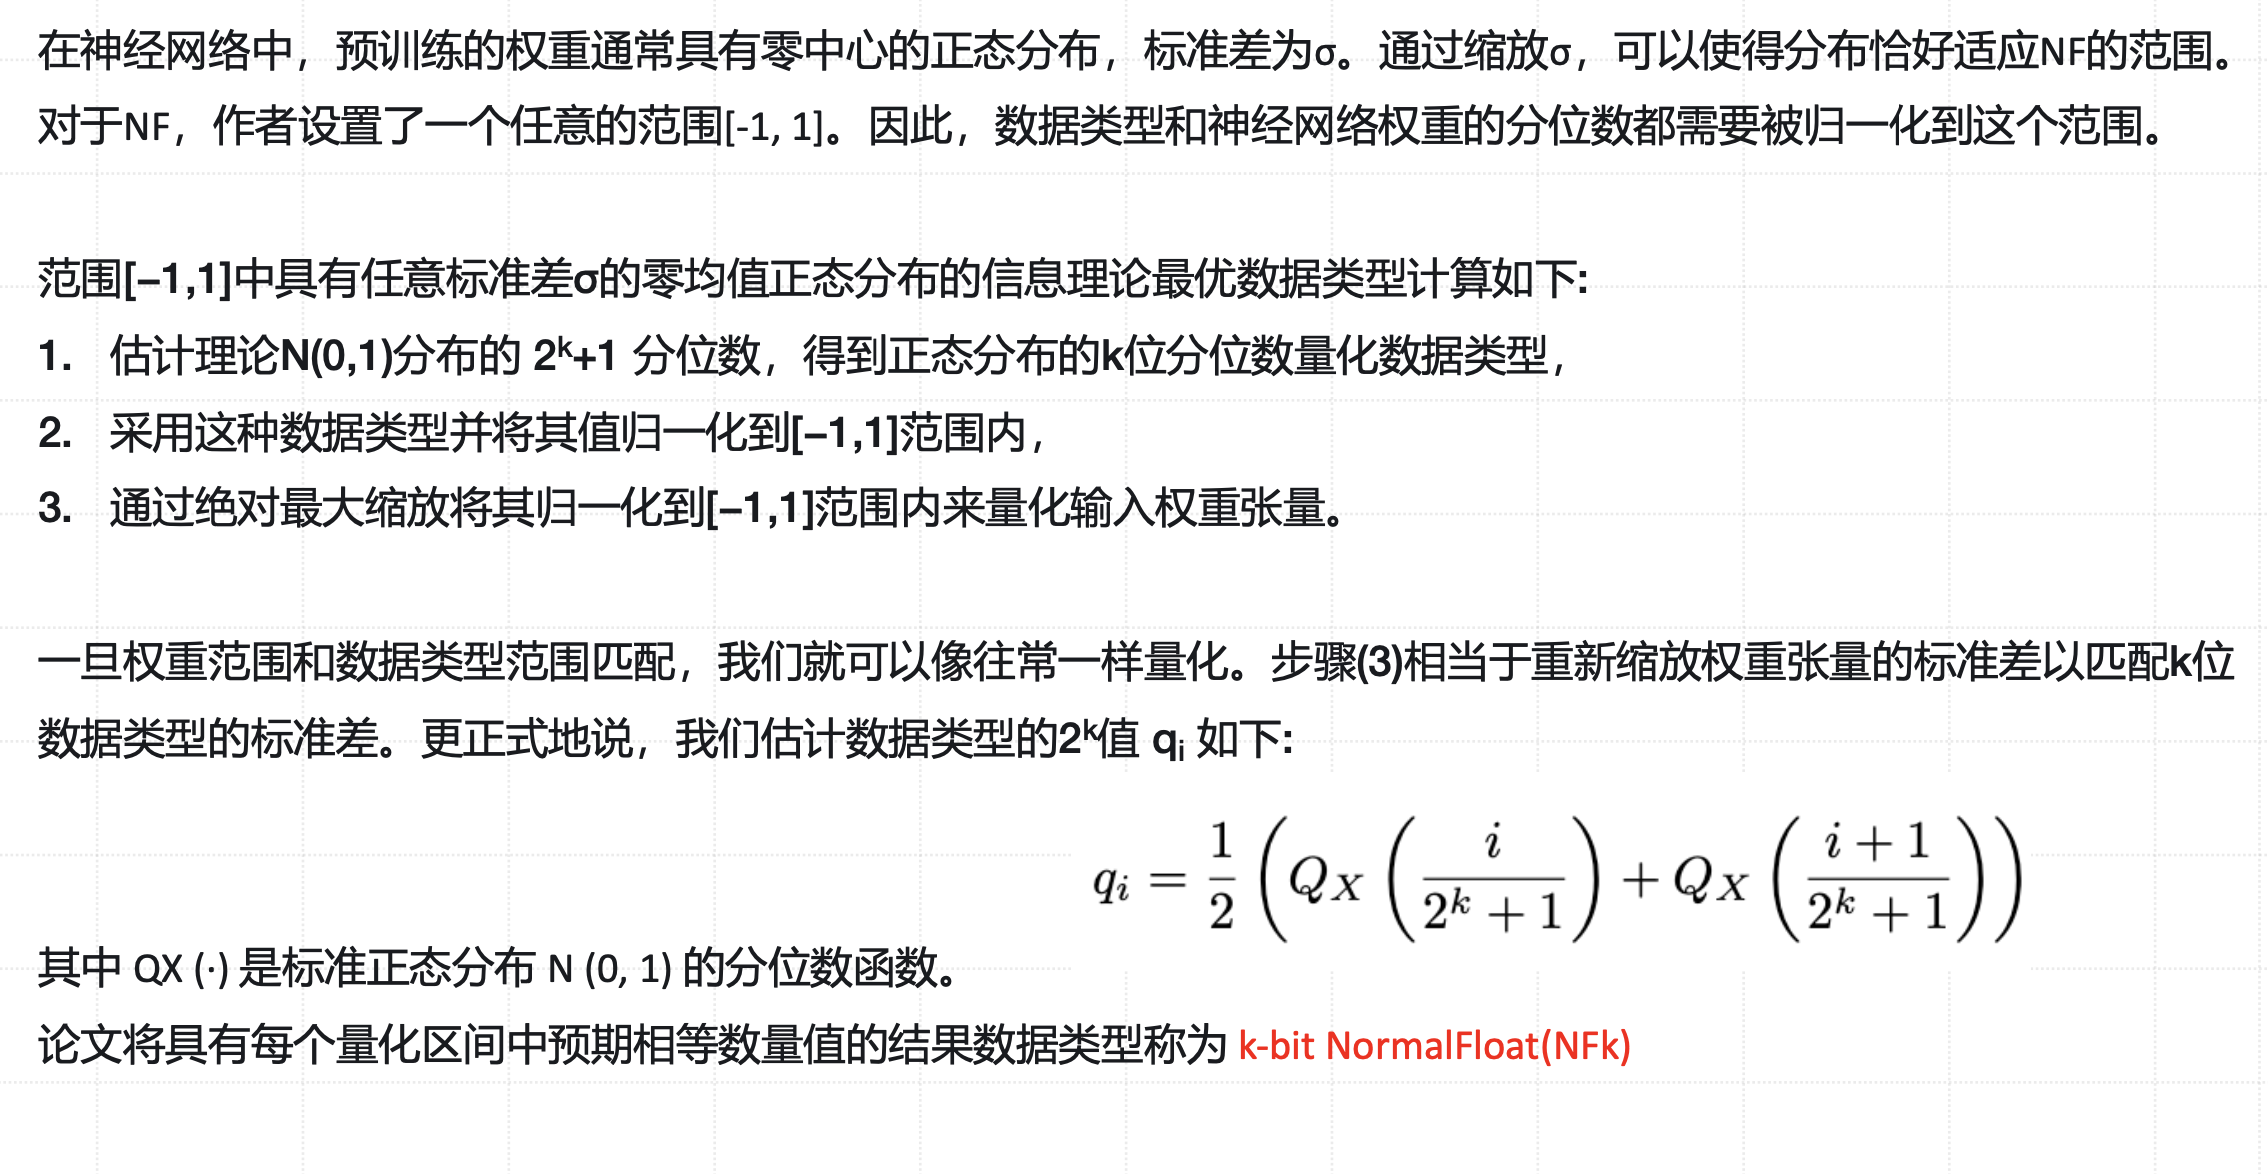 在神经网络中，预训练的权重通常具有零中心的正态分布，标准差为σ。通过缩放σ，可以使得分布恰好适应NF的范围。
对于NF，作者设置了一个任意的范围[-1, 1]。因此，数据类型和神经网络权重的分位数都需要被归一化到这个范围。
范围[−1,1]中具有任意标准差σ的零均值正态分布的信息理论最优数据类型计算如下:
1. 估计理论N(0,1)分布的 2ᵏ+1 分位数，得到正态分布的k位分位数量化数据类型，
2. 采用这种数据类型并将其值归一化到[−1,1]范围内，
3. 通过绝对最大缩放将其归一化到[−1,1]范围内来量化输入权重张量。
一旦权重范围和数据类型范围匹配，我们就可以像往常一样量化。步骤(3)相当于重新缩放权重张量的标准差以匹配k位
数据类型的标准差。更正式地说，我们估计数据类型的2ᵏ值 qᵢ 如下:
qᵢ = \frac{1}{2} ( Q_X ( \frac{i}{2^k + 1} ) + Q_X ( \frac{i + 1}{2^k + 1} ) )
其中 QX (·) 是标准正态分布 N (0, 1) 的分位数函数。
论文将具有每个量化区间中预期相等数量值的结果数据类型称为 k-bit NormalFloat(NFk)